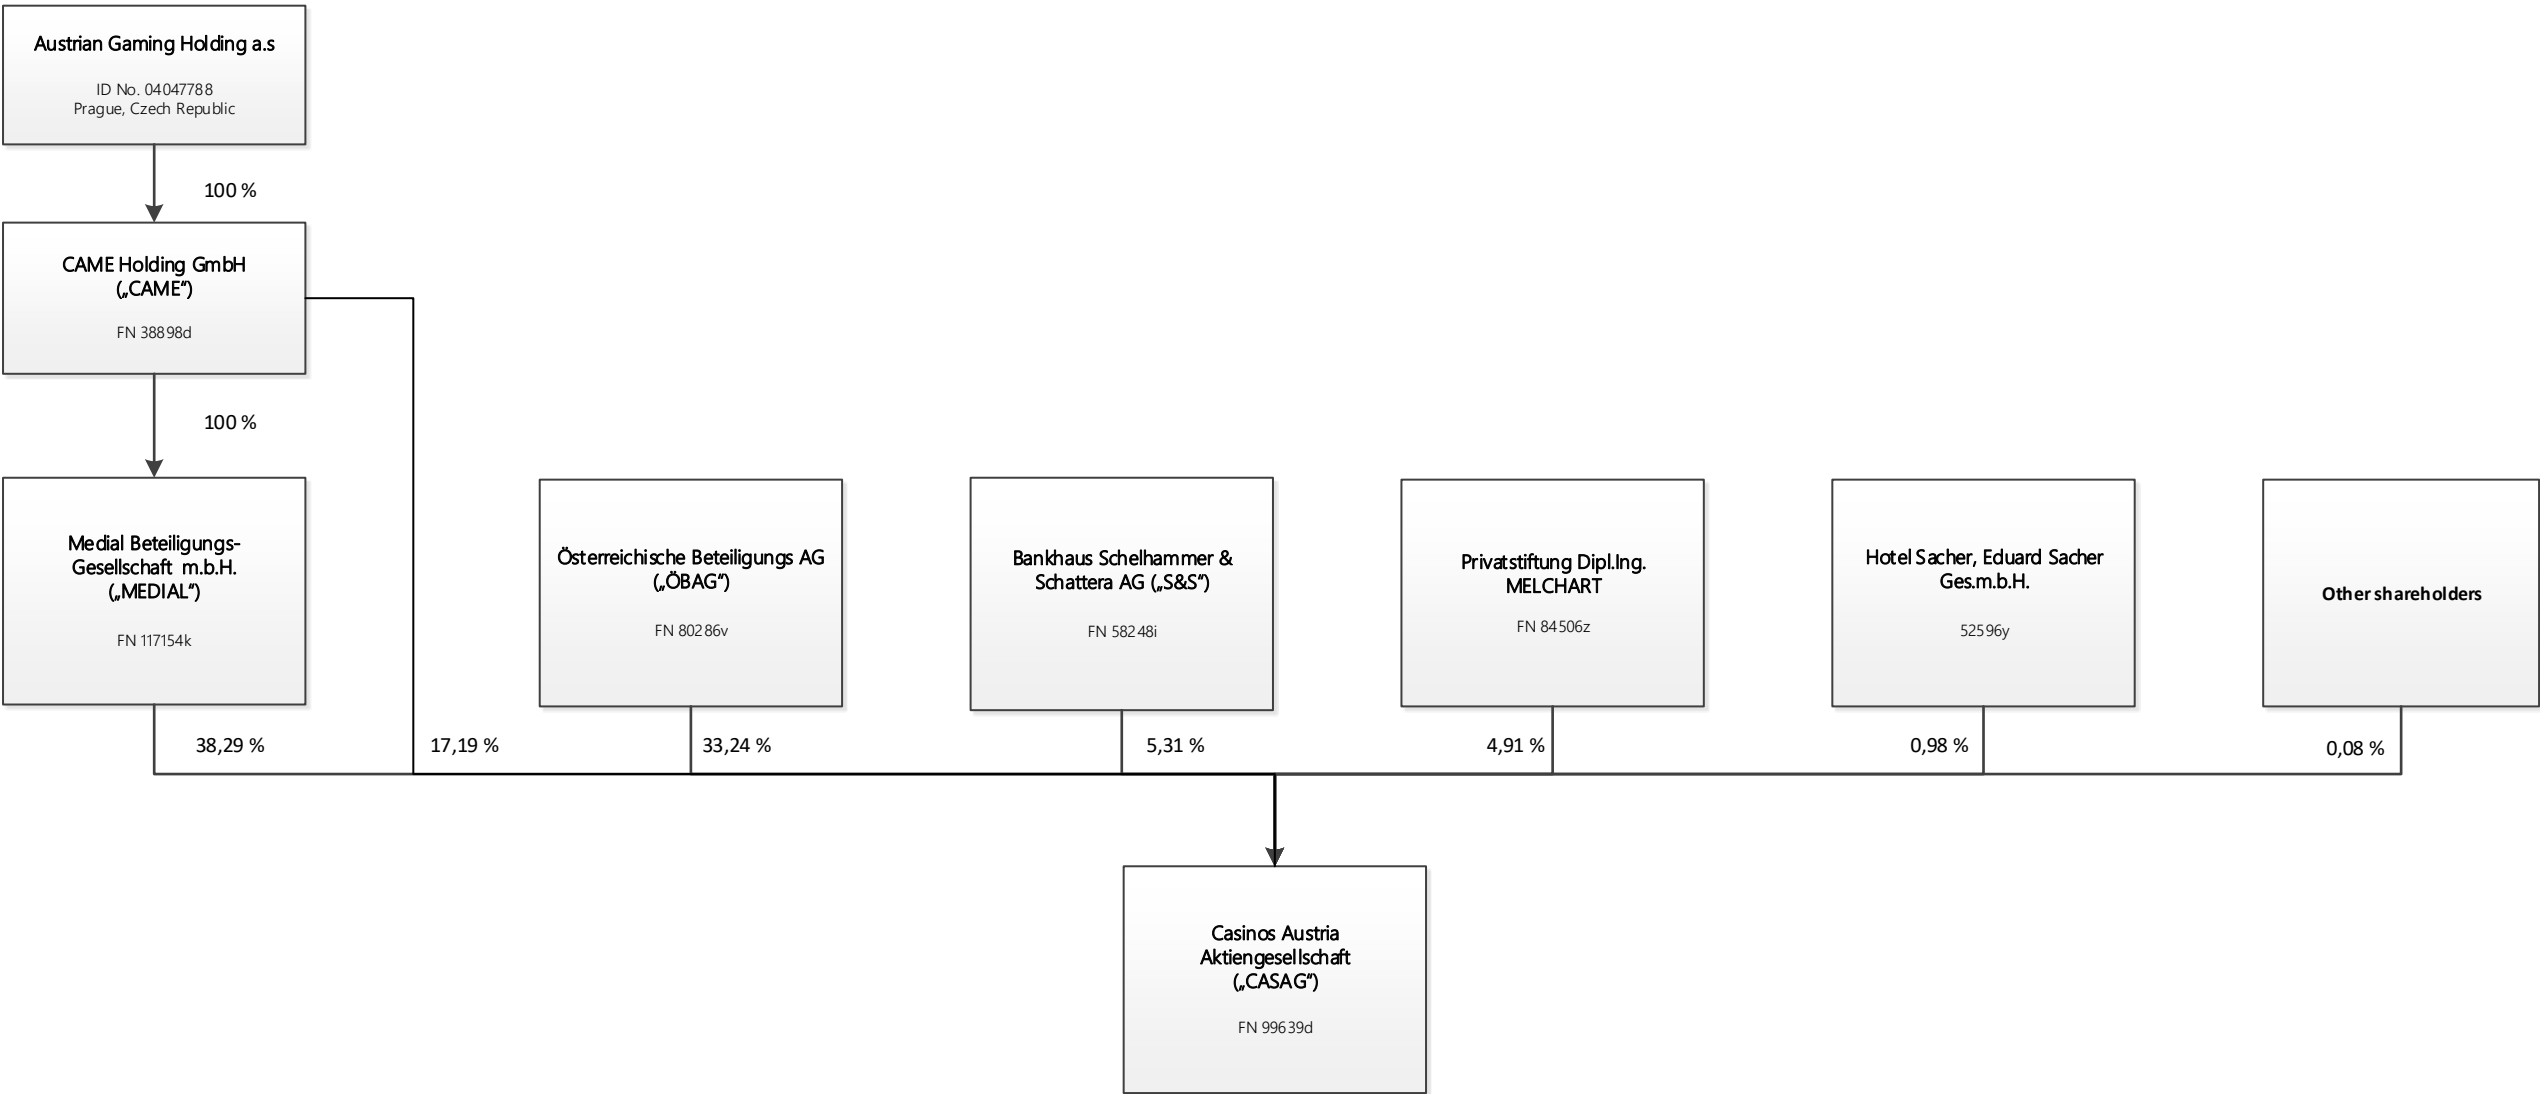 Austrian Gaming Holding a.s
ID No. 04047788
Prague, Czech Republic
100 %
CAME Holding GmbH
(„CAME“)
FN 38898d
100 %
Medial Beteiligungs-
Gesellschaft m.b.H.
(„MEDIAL“)
FN 117154k
Österreichische Beteiligungs AG
(„ÖBAG“)
FN 80286v
Bankhaus Schelhammer &
Schattera AG („S&S“)
FN 58248i
Privatstiftung Dipl.Ing.
MELCHART
FN 84506z
Hotel Sacher, Eduard Sacher
Ges.m.b.H.
52596y
Other shareholders
38,29 %
17,19 %
33,24 %
5,31 %
4,91 %
0,98 %
0,08 %
Casinos Austria
Aktiengesellschaft
(„CASAG“)
FN 99639d